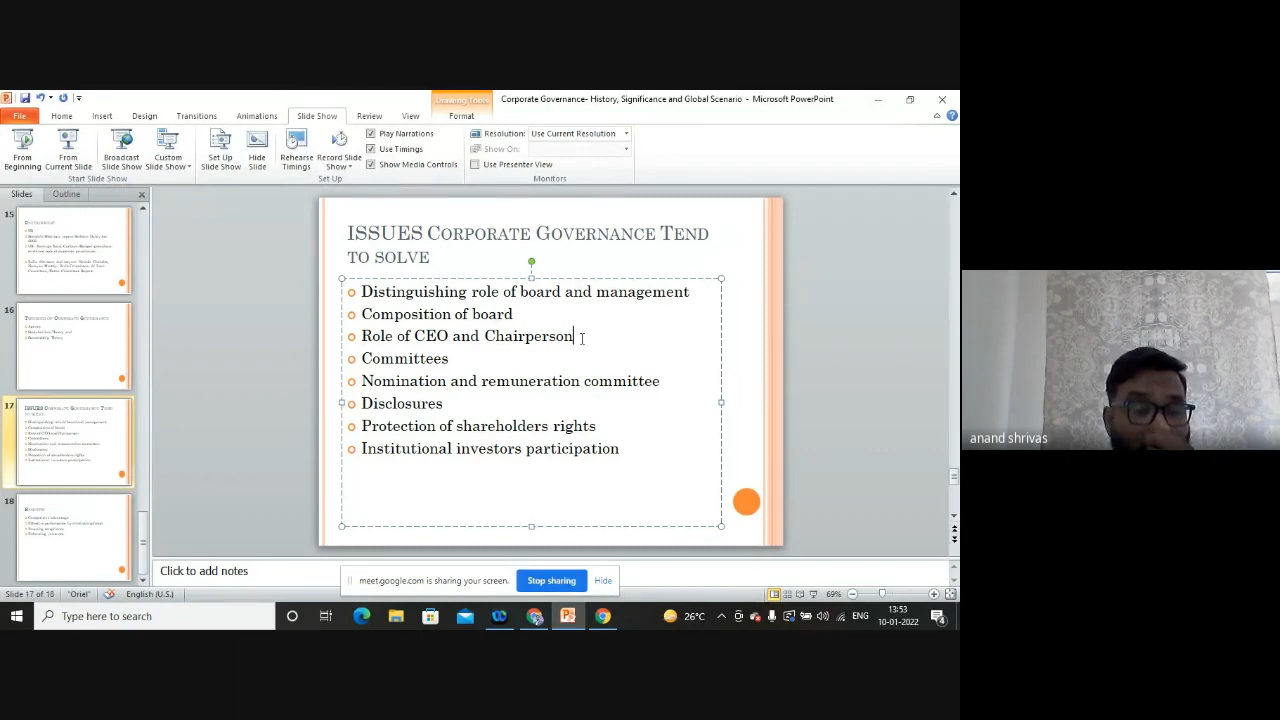 Drawing Tools
Corporate Governance- History, Significance and Global Scenario - Microsoft PowerPoint
File Home Insert Design Transitions Animations Slide Show Review View Format
From Beginning
From Current Slide
Broadcast Slide Show
Custom Slide Show
Start Slide Show
Set Up Slide Show
Hide Slide
Rehearse Timings
Record Slide Show
Play Narrations
Use Timings
Show Media Controls
Set Up
Resolution: Use Current Resolution
Show On:
Use Presenter View
Monitors
Slides Outline
15
16
17
18
ISSUES CORPORATE GOVERNANCE TEND
TO SOLVE
Distinguishing role of board and management
Composition of board
Role of CEO and Chairperson
Committees
Nomination and remuneration committee
Disclosures
Protection of shareholders rights
Institutional investors participation
anand shrivas
Click to add notes
meet.google.com is sharing your screen. Stop sharing Hide
Slide 17 of 18 "Oriel" English (U.S.) 69%
Type here to search
26°C ENG
13:53
10-01-2022
4